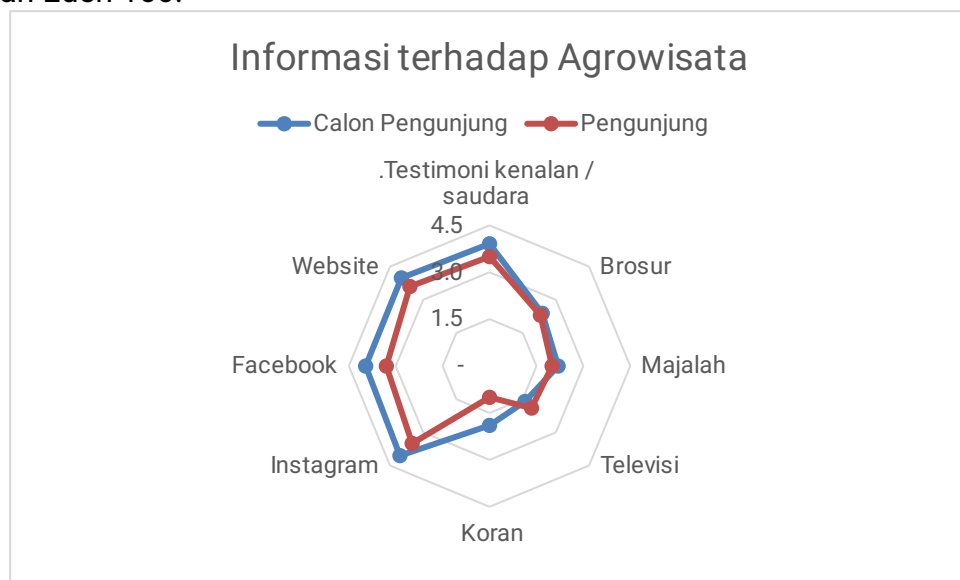 Informasi terhadap Agrowisata
Calon Pengunjung Pengunjung
.Testimoni kenalan /
saudara
4.5
Website
3.0
Brosur
1.5
Facebook
-
Majalah
Instagram
Televisi
Koran